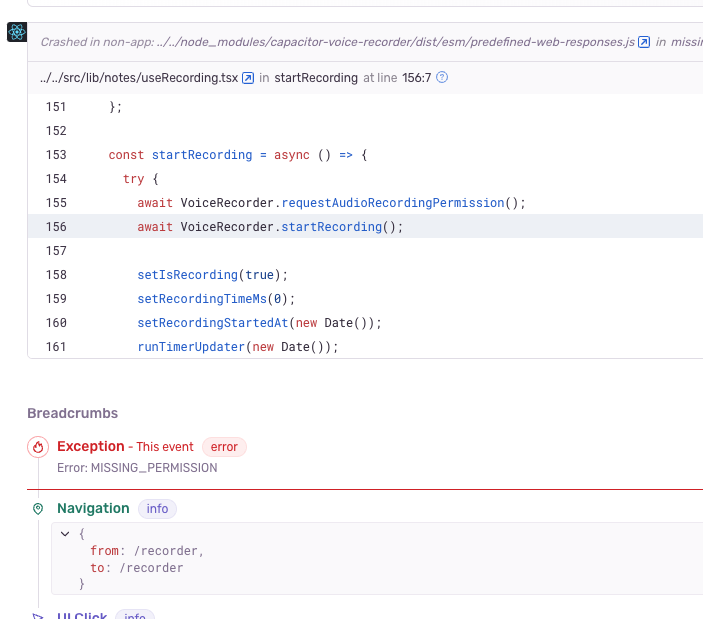 Crashed in non-app: ../../node_modules/capacitor-voice-recorder/dist/esm/predefined-web-responses.js in
../../src/lib/notes/useRecording.tsx in startRecording at line 156:7 ?
151 };
152
153 const startRecording = async () => {
154 try {
155 await VoiceRecorder.requestAudioRecordingPermission();
156 await VoiceRecorder.startRecording();
157
158 setIsRecording(true);
159 setRecordingTimeMs(0);
160 setRecordingStartedAt(new Date());
161 runTimerUpdater(new Date());
Breadcrumbs
Exception - This event error
Error: MISSING_PERMISSION
Navigation info
{
from: /recorder,
to: /recorder
}
UI Click info